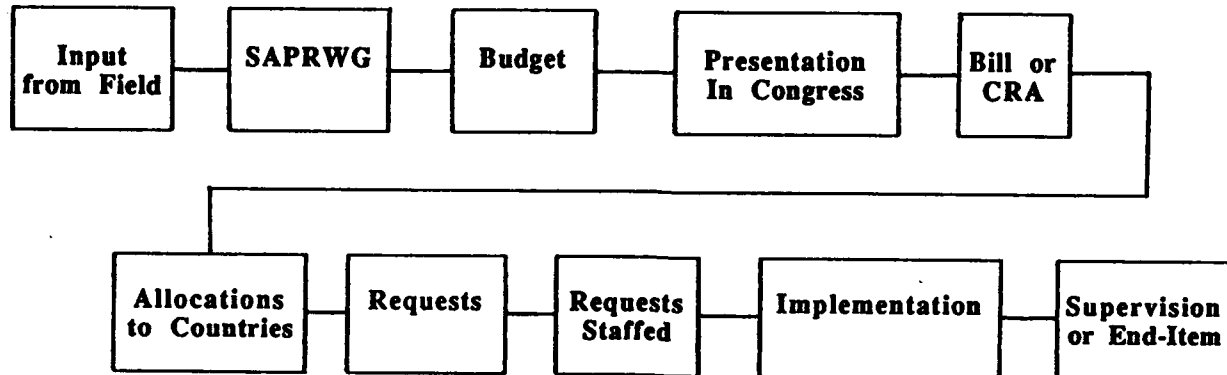 Input
from Field
SAPRWG
Budget
Presentation
In Congress
Bill or
CRA
Allocations
to Countries
Requests
Requests
Staffed
Implementation
Supervision
or End-Item